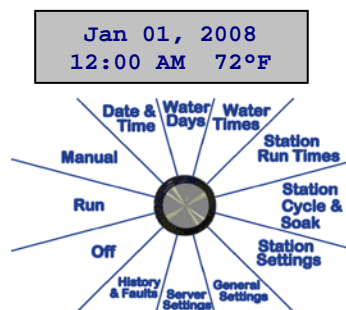 Jan 01, 2008
12:00 AM 72°F
Date &
Time
Water
Days
Water
Times
Station
Run Times
Station
Cycle &
Soak
Station
Settings
General
Settings
Server
Settings
History
& Faults
Off
Run
Manual